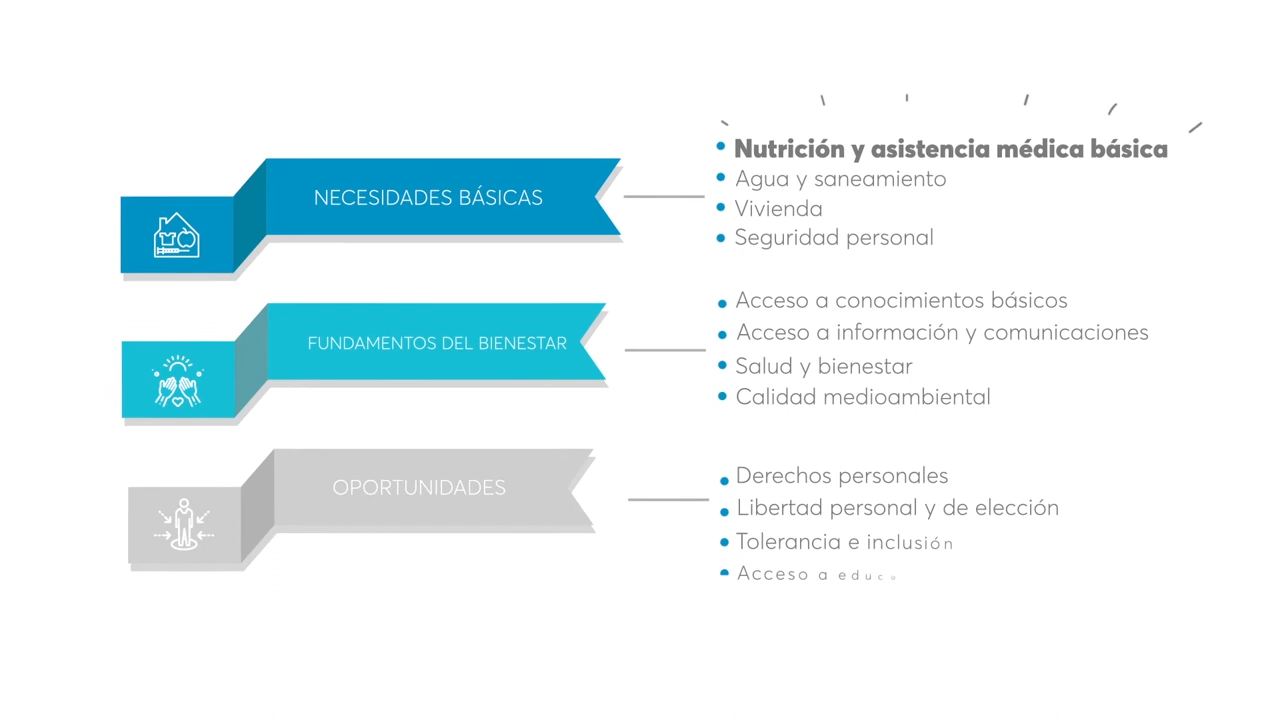 NECESIDADES BÁSICAS
Nutrición y asistencia médica básica
Agua y saneamiento
Vivienda
Seguridad personal
FUNDAMENTOS DEL BIENESTAR
Acceso a conocimientos básicos
Acceso a información y comunicaciones
Salud y bienestar
Calidad medioambiental
OPORTUNIDADES
Derechos personales
Libertad personal y de elección
Tolerancia e inclusión
Acceso a